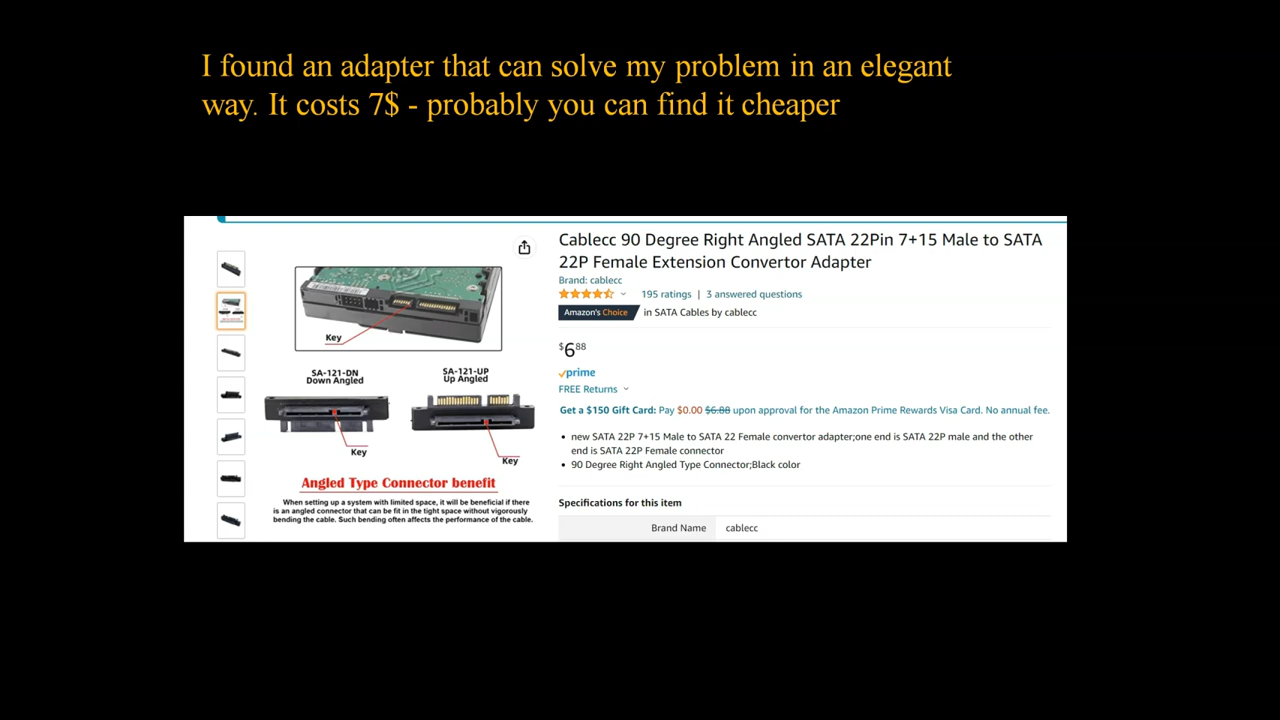 I found an adapter that can solve my problem in an elegant
way. It costs 7$ - probably you can find it cheaper
Key
SA-121-DN
Down Angled
SA-121-UP
Up Angled
Key
Key
Angled Type Connector benefit
When setting up a system with limited space, it will be beneficial if there
is an angled connector that can be fit in the tight space without vigorously
bending the cable. Such bending often affects the performance of the cable.
Cablecc 90 Degree Right Angled SATA 22Pin 7+15 Male to SATA
22P Female Extension Convertor Adapter
Brand: cablecc
195 ratings | 3 answered questions
Amazon's Choice in SATA Cables by cablecc
$6 88
prime
FREE Returns
Get a $150 Gift Card: Pay $0.00 $6.88 upon approval for the Amazon Prime Rewards Visa Card. No annual fee.
• new SATA 22P 7+15 Male to SATA 22 Female convertor adapter;one end is SATA 22P male and the other
end is SATA 22P Female connector
• 90 Degree Right Angled Type Connector;Black color
Specifications for this item
Brand Name cablecc